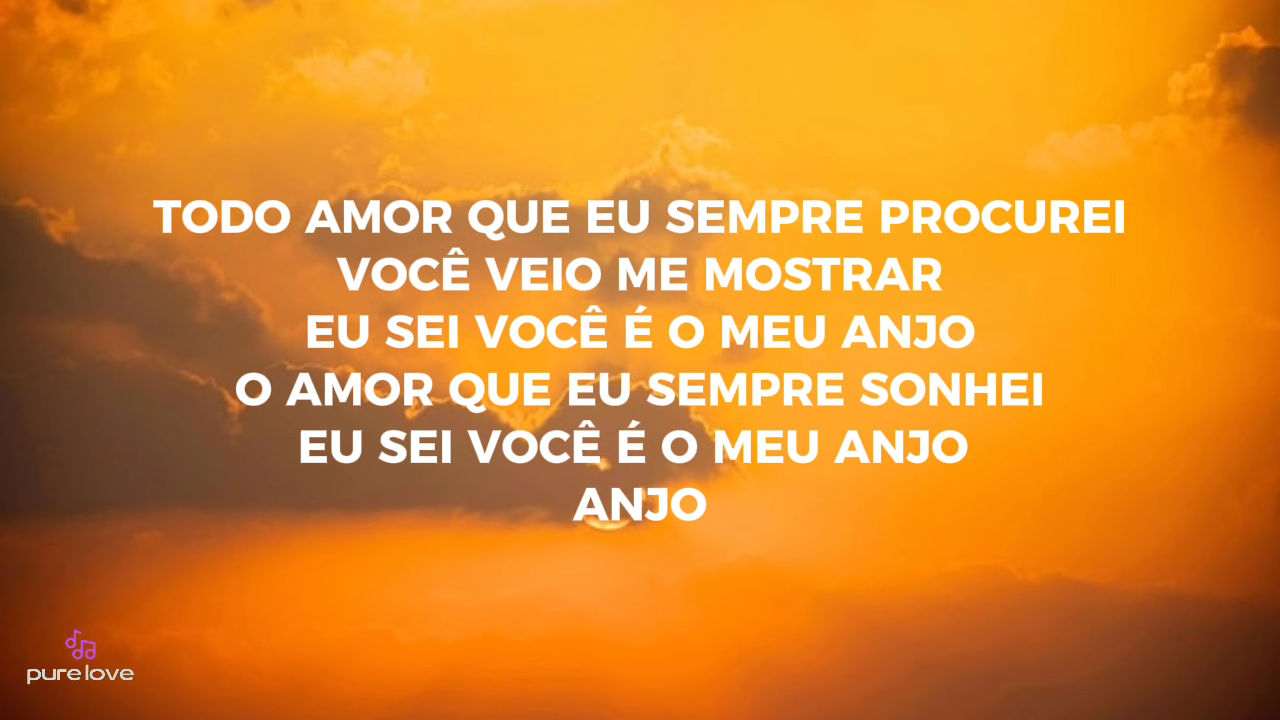 TODO AMOR QUE EU SEMPRE PROCUREI
VOCÊ VEIO ME MOSTRAR
EU SEI VOCÊ É O MEU ANJO
O AMOR QUE EU SEMPRE SONHEI
EU SEI VOCÊ É O MEU ANJO
ANJO
pure love